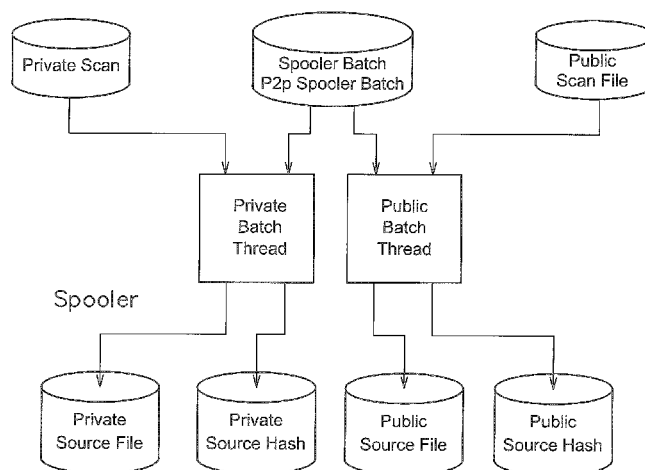 Private Scan
Spooler Batch
P2p Spooler Batch
Public
Scan File
Private
Batch
Thread
Public
Batch
Thread
Spooler
Private
Source File
Private
Source Hash
Public
Source File
Public
Source Hash